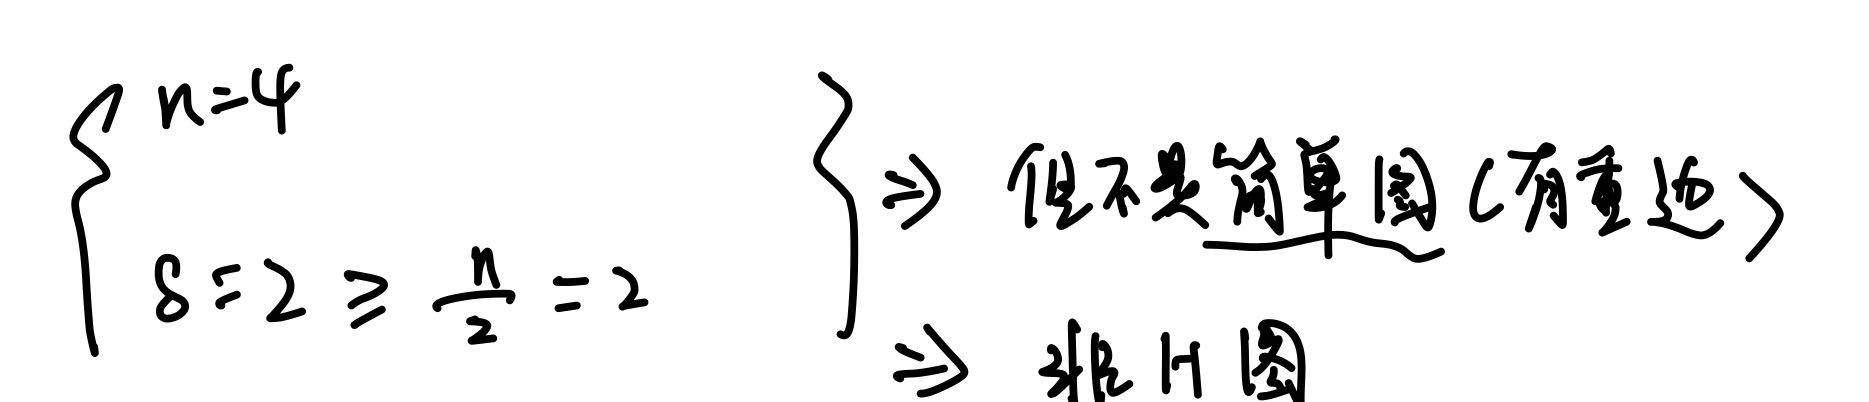 n=4
δ=2 ≥ n/2 = 2
⇒ 但不是简单图(有重边)
⇒ 非H图